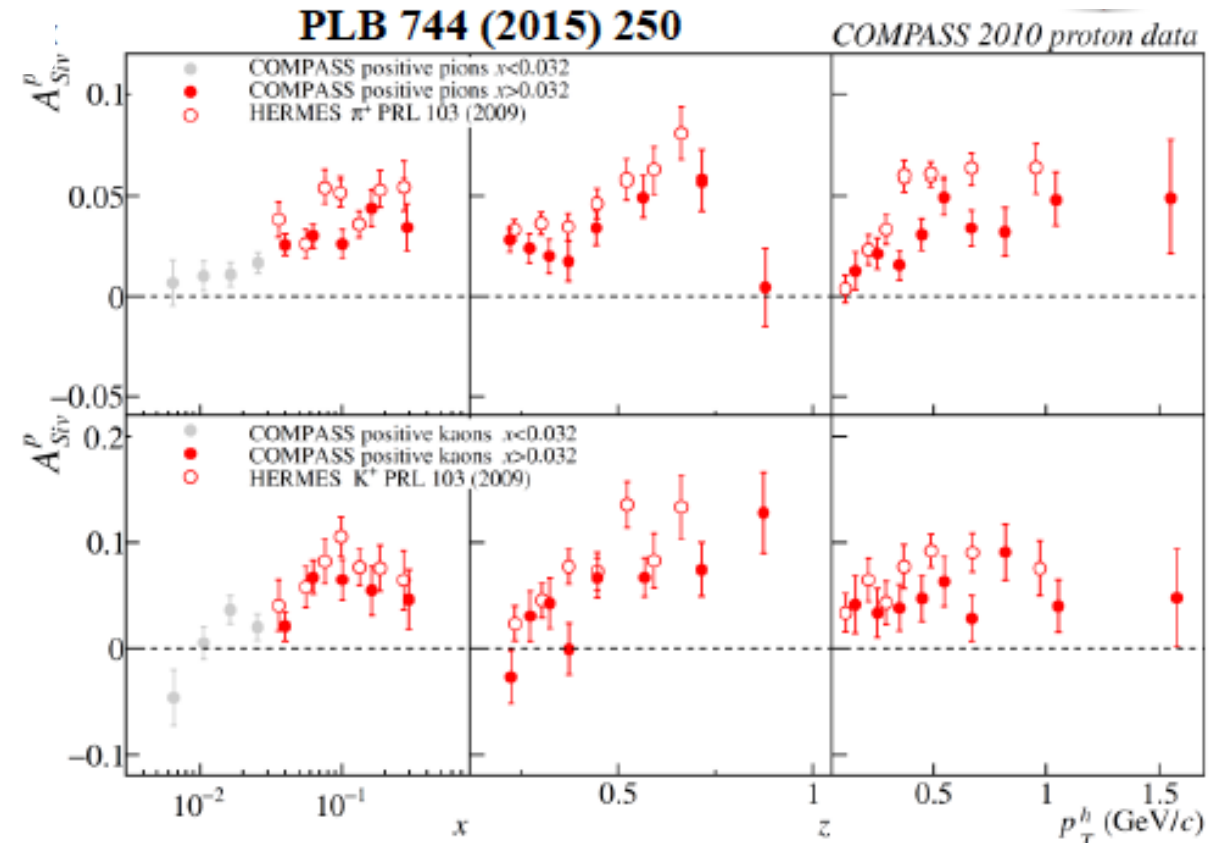 PLB 744 (2015) 250
COMPASS 2010 proton data
A^p_Siv
COMPASS positive pions x<0.032
COMPASS positive pions x>0.032
HERMES π+ PRL 103 (2009)
0.1
0.05
0
−0.05
A^p_Siv
COMPASS positive kaons x<0.032
COMPASS positive kaons x>0.032
HERMES K+ PRL 103 (2009)
0.2
0.1
0
−0.1
10^−2 10^−1 0.5 1 0.5 1 1.5
x z p^h_T (GeV/c)